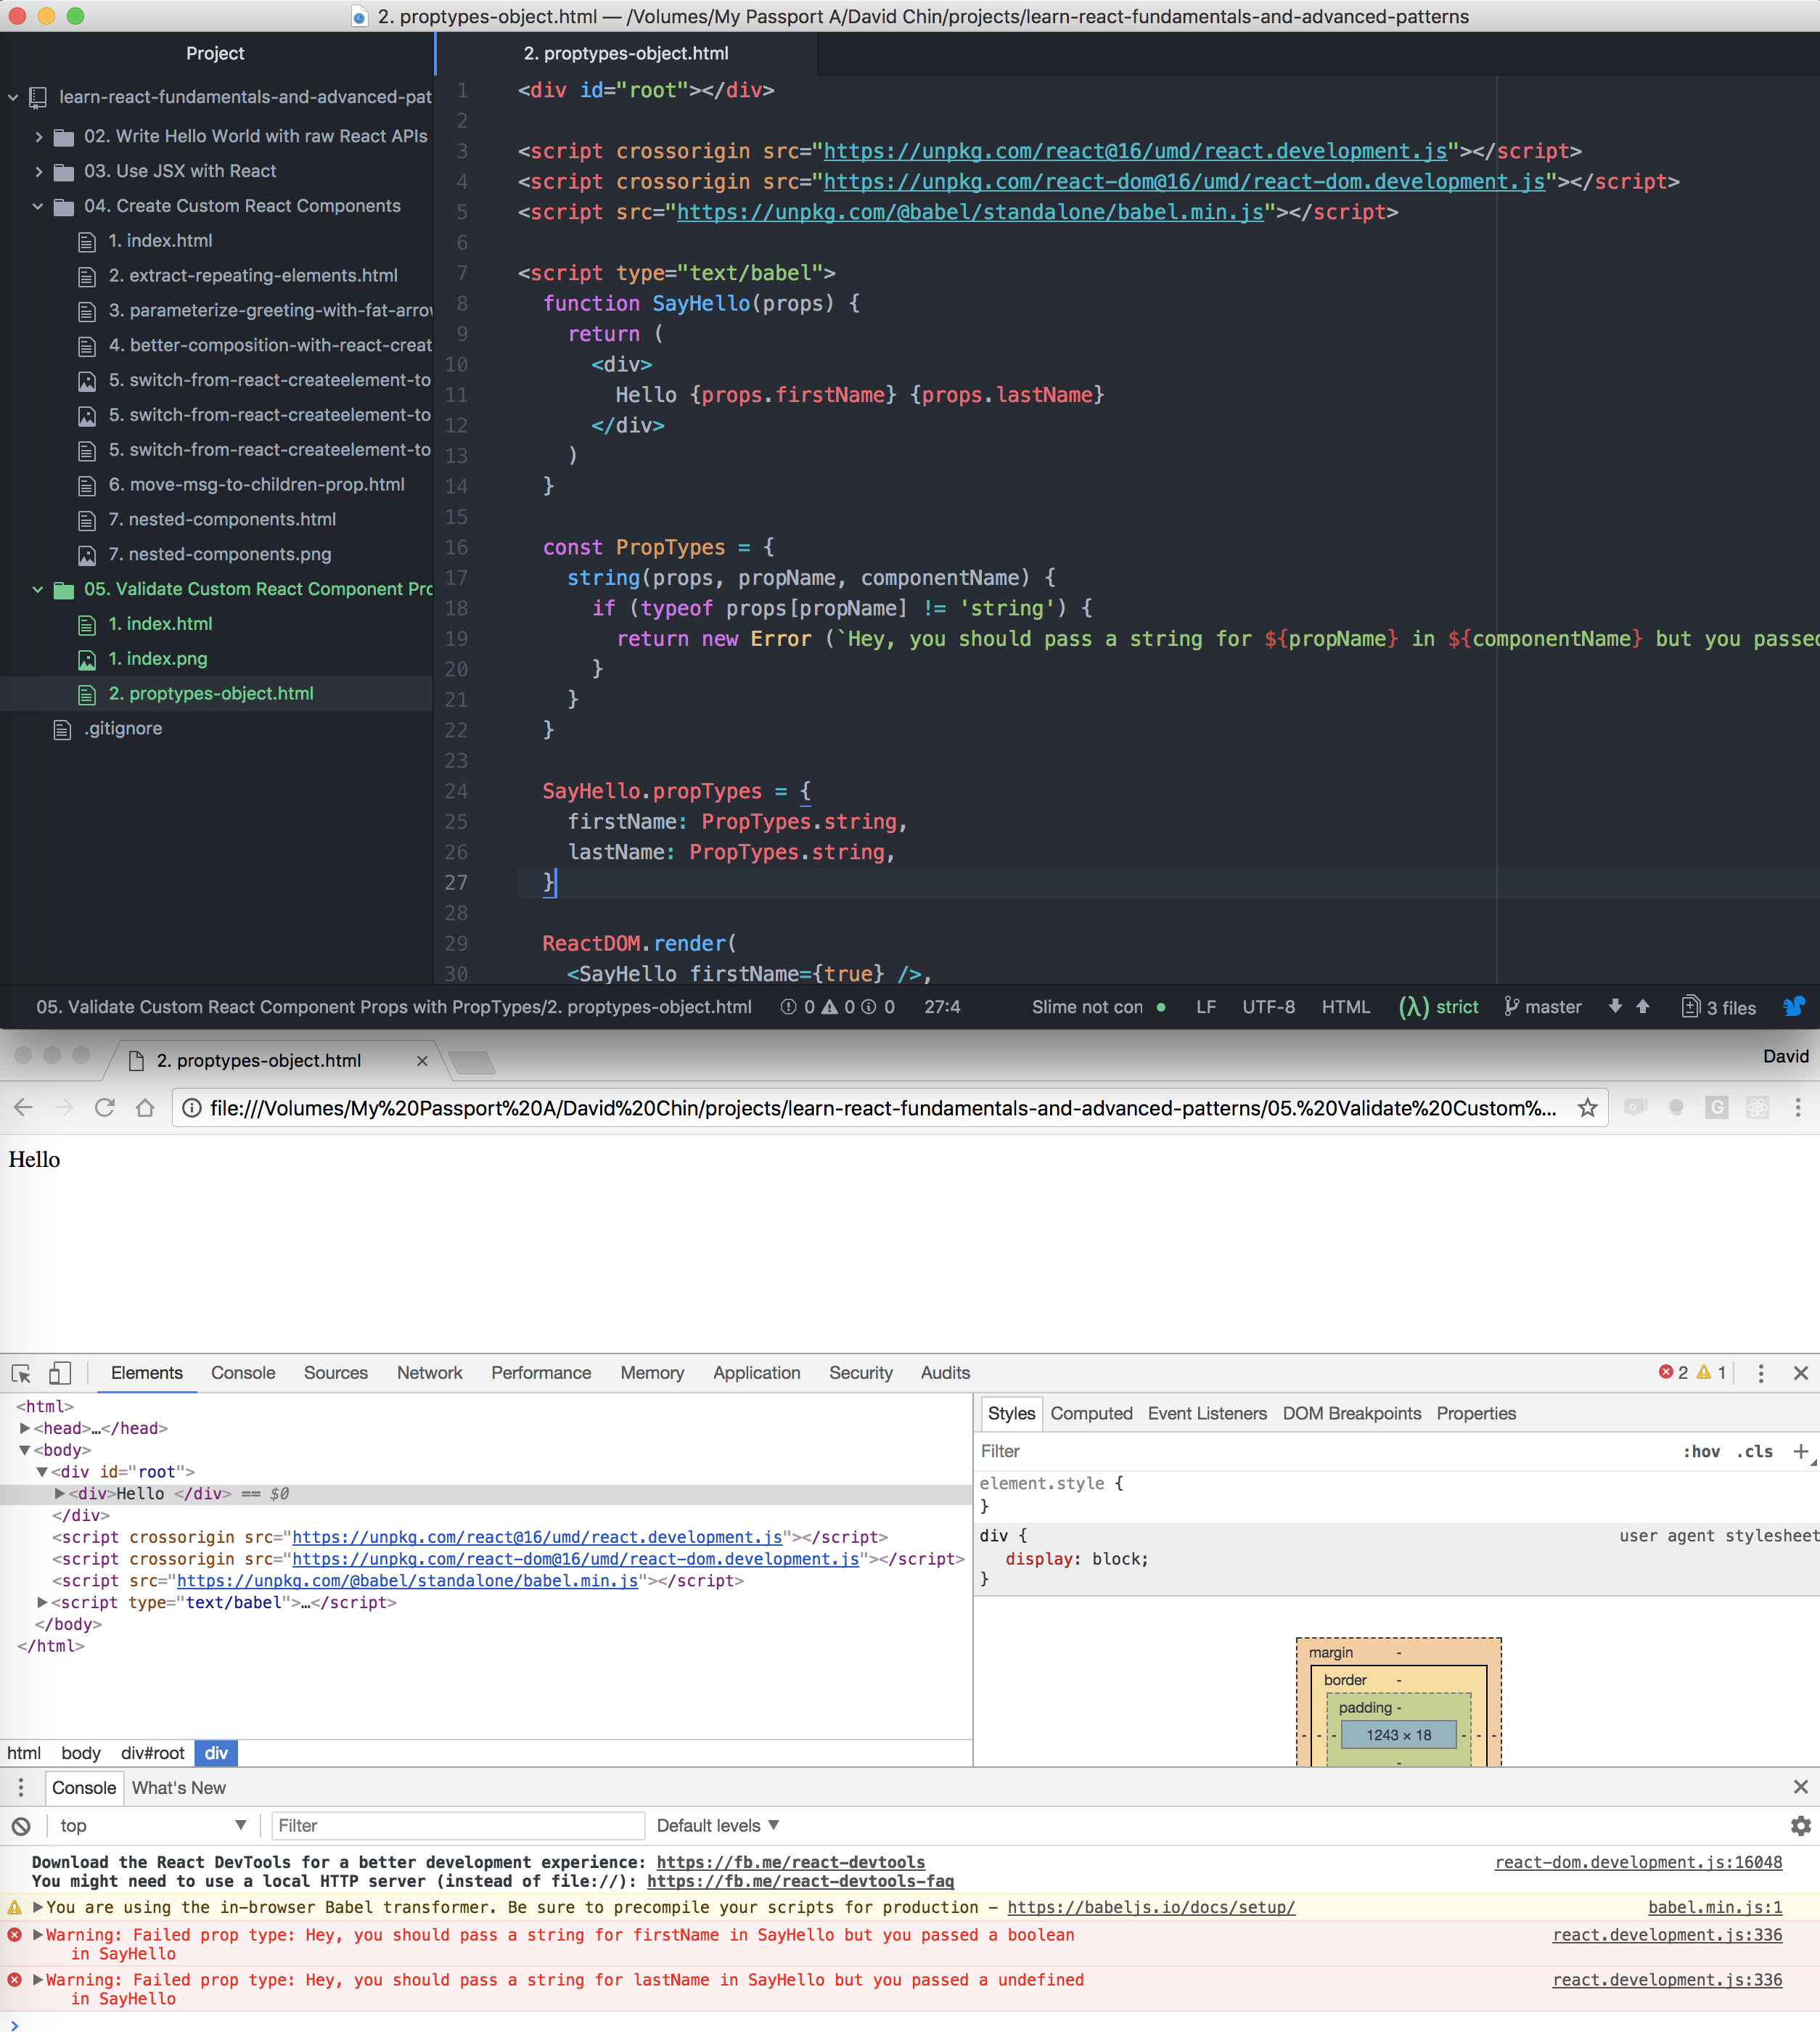 2. proptypes-object.html — /Volumes/My Passport A/David Chin/projects/learn-react-fundamentals-and-advanced-patterns
Project
learn-react-fundamentals-and-advanced-pat
02. Write Hello World with raw React APIs
03. Use JSX with React
04. Create Custom React Components
1. index.html
2. extract-repeating-elements.html
3. parameterize-greeting-with-fat-arrow
4. better-composition-with-react-creat
5. switch-from-react-createelement-to
5. switch-from-react-createelement-to
5. switch-from-react-createelement-to
6. move-msg-to-children-prop.html
7. nested-components.html
7. nested-components.png
05. Validate Custom React Component Pro
1. index.html
1. index.png
2. proptypes-object.html
.gitignore
2. proptypes-object.html
1 <div id="root"></div>
2
3 <script crossorigin src="https://unpkg.com/react@16/umd/react.development.js"></script>
4 <script crossorigin src="https://unpkg.com/react-dom@16/umd/react-dom.development.js"></script>
5 <script src="https://unpkg.com/@babel/standalone/babel.min.js"></script>
6
7 <script type="text/babel">
8 function SayHello(props) {
9 return (
10 <div>
11 Hello {props.firstName} {props.lastName}
12 </div>
13 )
14 }
15
16 const PropTypes = {
17 string(props, propName, componentName) {
18 if (typeof props[propName] != 'string') {
19 return new Error (`Hey, you should pass a string for ${propName} in ${componentName} but you passed
20 }
21 }
22 }
23
24 SayHello.propTypes = {
25 firstName: PropTypes.string,
26 lastName: PropTypes.string,
27 }
28
29 ReactDOM.render(
30 <SayHello firstName={true} />,
05. Validate Custom React Component Props with PropTypes/2. proptypes-object.html 0 0 0 27:4 Slime not con LF UTF-8 HTML (λ) strict master 3 files
2. proptypes-object.html × David
file:///Volumes/My%20Passport%20A/David%20Chin/projects/learn-react-fundamentals-and-advanced-patterns/05.%20Validate%20Custom%... G
Hello
Elements Console Sources Network Performance Memory Application Security Audits 2 1
<html>
<head>…</head>
<body>
<div id="root">
<div>Hello </div> == $0
</div>
<script crossorigin src="https://unpkg.com/react@16/umd/react.development.js"></script>
<script crossorigin src="https://unpkg.com/react-dom@16/umd/react-dom.development.js"></script>
<script src="https://unpkg.com/@babel/standalone/babel.min.js"></script>
<script type="text/babel">…</script>
</body>
</html>
html body div#root div
Styles Computed Event Listeners DOM Breakpoints Properties
Filter :hov .cls +
element.style {
}
div { user agent stylesheet
display: block;
}
margin -
border -
padding -
- - - 1243 × 18 - - -
-
Console What's New
top Filter Default levels
Download the React DevTools for a better development experience: https://fb.me/react-devtools react-dom.development.js:16048
You might need to use a local HTTP server (instead of file://): https://fb.me/react-devtools-faq
You are using the in-browser Babel transformer. Be sure to precompile your scripts for production – https://babeljs.io/docs/setup/ babel.min.js:1
Warning: Failed prop type: Hey, you should pass a string for firstName in SayHello but you passed a boolean react.development.js:336
in SayHello
Warning: Failed prop type: Hey, you should pass a string for lastName in SayHello but you passed a undefined react.development.js:336
in SayHello